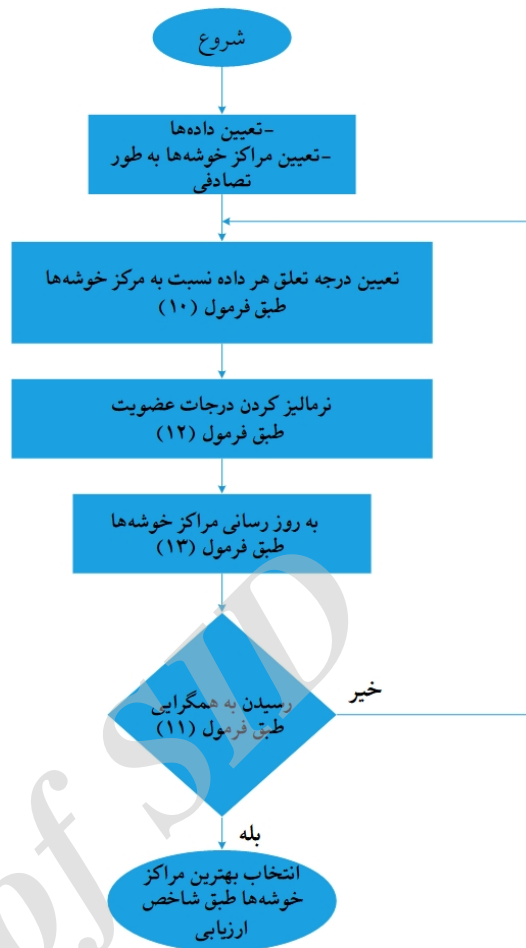 شروع
-تعیین داده‌ها
-تعیین مراکز خوشه‌ها به طور
تصادفی
تعیین درجه تعلق هر داده نسبت به مرکز خوشه‌ها
طبق فرمول (۱۰)
نرمالیز کردن درجات عضویت
طبق فرمول (۱۲)
به روز رسانی مراکز خوشه‌ها
طبق فرمول (۱۳)
رسیدن به همگرایی
طبق فرمول (۱۱)
خیر
بله
انتخاب بهترین مراکز
خوشه‌ها طبق شاخص
ارزیابی
of SID